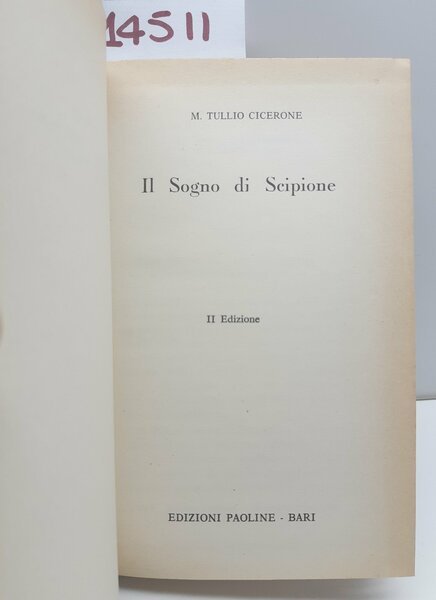 14511
M. TULLIO CICERONE
Il Sogno di Scipione
II Edizione
EDIZIONI PAOLINE - BARI